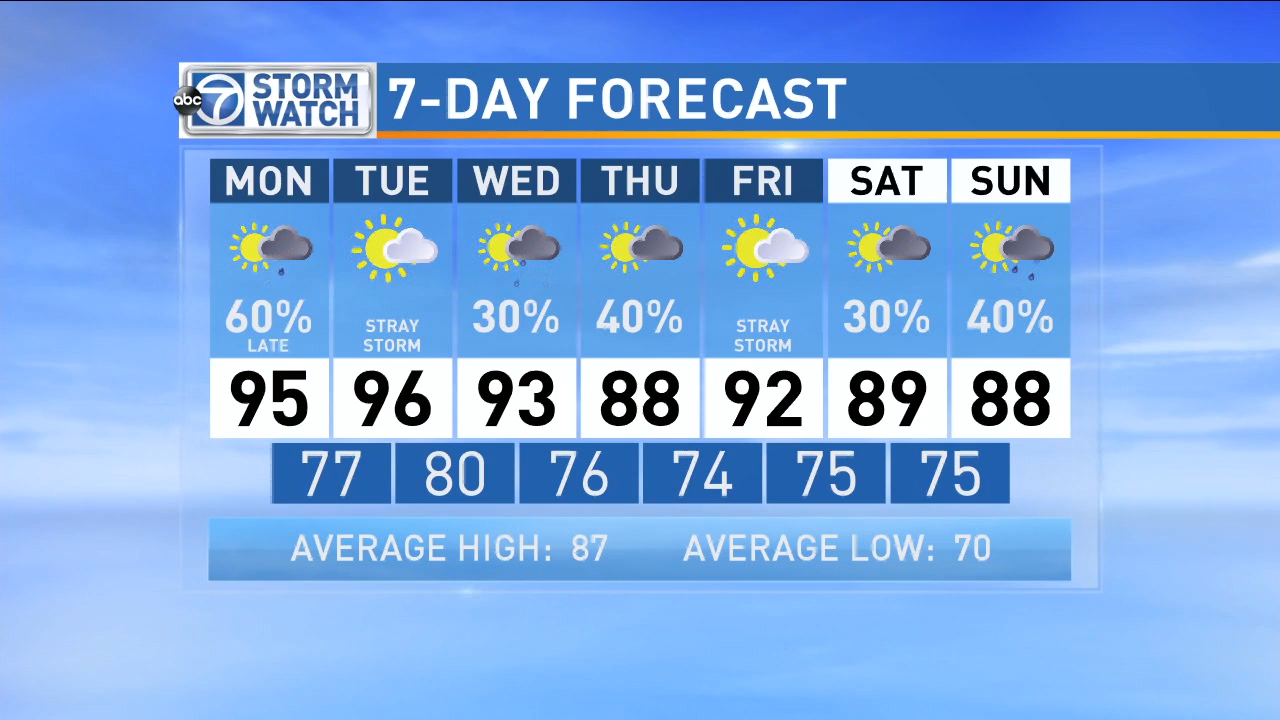 abc 7 STORM WATCH
7-DAY FORECAST
MON TUE WED THU FRI SAT SUN
60% LATE STRAY STORM 30% 40% STRAY STORM 30% 40%
95 96 93 88 92 89 88
77 80 76 74 75 75
AVERAGE HIGH: 87 AVERAGE LOW: 70